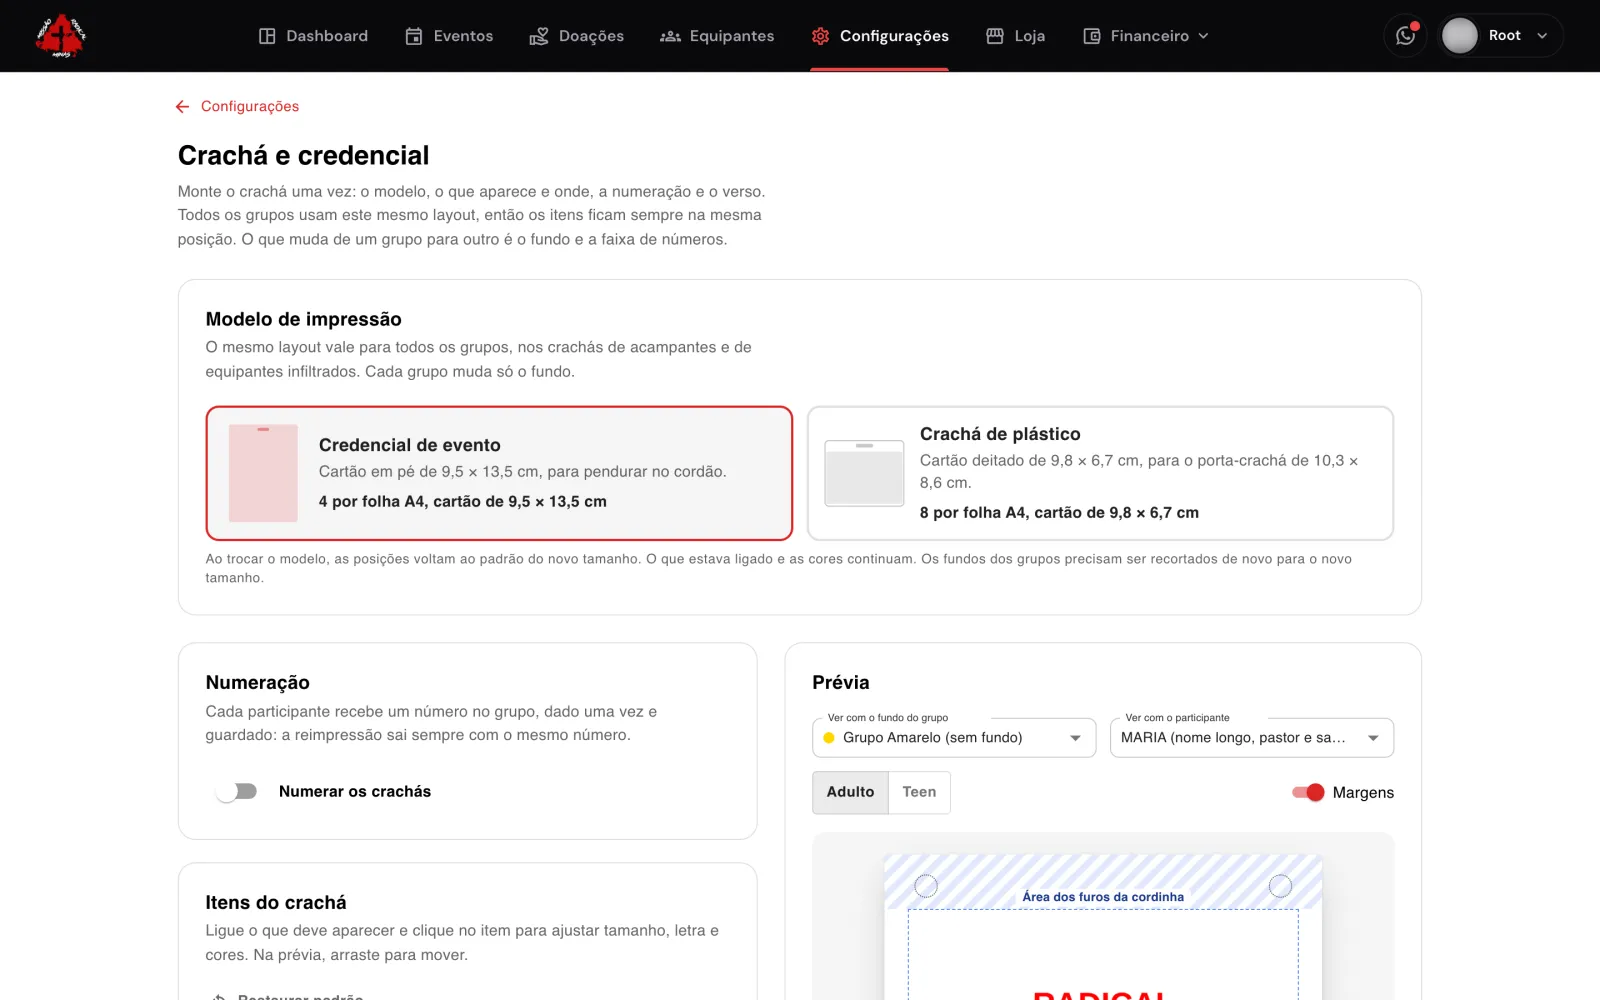 Dashboard
Eventos
Doações
Equipantes
Configurações
Loja
Financeiro
Root
Configurações
Crachá e credencial
Monte o crachá uma vez: o modelo, o que aparece e onde, a numeração e o verso.
Todos os grupos usam este mesmo layout, então os itens ficam sempre na mesma
posição. O que muda de um grupo para outro é o fundo e a faixa de números.
Modelo de impressão
O mesmo layout vale para todos os grupos, nos crachás de acampantes e de
equipantes infiltrados. Cada grupo muda só o fundo.
Credencial de evento
Cartão em pé de 9,5 × 13,5 cm, para pendurar no cordão.
4 por folha A4, cartão de 9,5 × 13,5 cm
Crachá de plástico
Cartão deitado de 9,8 × 6,7 cm, para o porta-crachá de 10,3 ×
8,6 cm.
8 por folha A4, cartão de 9,8 × 6,7 cm
Ao trocar o modelo, as posições voltam ao padrão do novo tamanho. O que estava ligado e as cores continuam. Os fundos dos grupos precisam ser recortados de novo para o novo
tamanho.
Numeração
Cada participante recebe um número no grupo, dado uma vez e
guardado: a reimpressão sai sempre com o mesmo número.
Numerar os crachás
Itens do crachá
Ligue o que deve aparecer e clique no item para ajustar tamanho, letra e
cores. Na prévia, arraste para mover.
Restaurar padrão
Prévia
Ver com o fundo do grupo
Grupo Amarelo (sem fundo)
Ver com o participante
MARIA (nome longo, pastor e sa...
Adulto
Teen
Margens
Área dos furos da cordinha
RADICAL